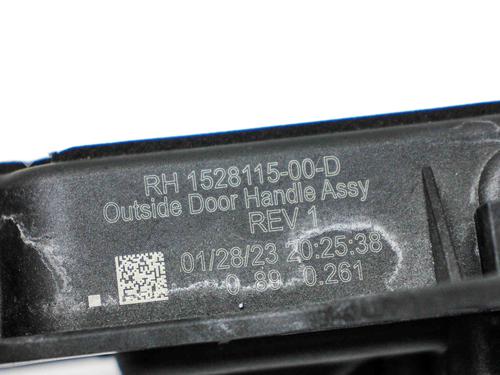 RH 1528115-00-D
Outside Door Handle Assy
REV 1
01/28/23 20:25:38
0.89 0.261